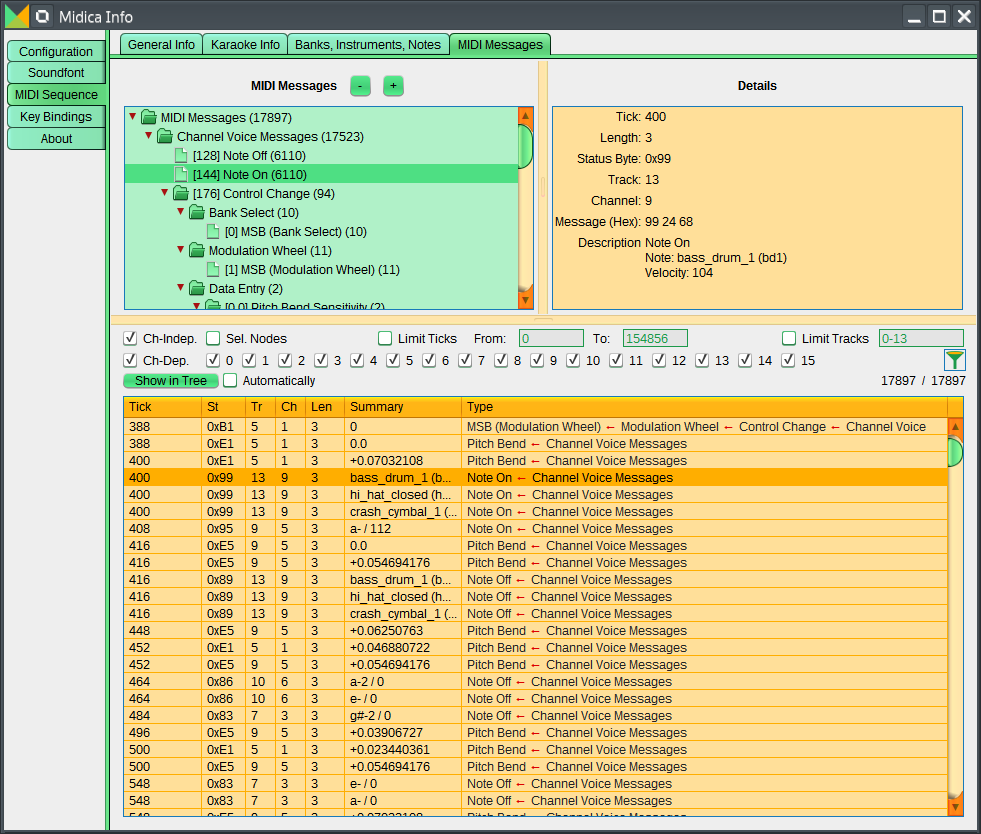 Midica Info
Configuration
Soundfont
MIDI Sequence
Key Bindings
About
General Info Karaoke Info Banks, Instruments, Notes MIDI Messages
MIDI Messages - +
MIDI Messages (17897)
Channel Voice Messages (17523)
[128] Note Off (6110)
[144] Note On (6110)
[176] Control Change (94)
Bank Select (10)
[0] MSB (Bank Select) (10)
Modulation Wheel (11)
[1] MSB (Modulation Wheel) (11)
Data Entry (2)
[0,0] Pitch Bend Sensitivity (2)
Details
Tick: 400
Length: 3
Status Byte: 0x99
Track: 13
Channel: 9
Message (Hex): 99 24 68
Description Note On
Note: bass_drum_1 (bd1)
Velocity: 104
Ch-Indep. Sel. Nodes Limit Ticks From: 0 To: 154856 Limit Tracks 0-13
Ch-Dep. 0 1 2 3 4 5 6 7 8 9 10 11 12 13 14 15
Show in Tree Automatically 17897 / 17897
Tick St Tr Ch Len Summary Type
388 0xB1 5 1 3 0 MSB (Modulation Wheel) ← Modulation Wheel ← Control Change ← Channel Voice
388 0xE1 5 1 3 0.0 Pitch Bend ← Channel Voice Messages
400 0xE1 5 1 3 +0.07032108 Pitch Bend ← Channel Voice Messages
400 0x99 13 9 3 bass_drum_1 (b... Note On ← Channel Voice Messages
400 0x99 13 9 3 hi_hat_closed (h... Note On ← Channel Voice Messages
400 0x99 13 9 3 crash_cymbal_1 (... Note On ← Channel Voice Messages
408 0x95 9 5 3 a- / 112 Note On ← Channel Voice Messages
416 0xE5 9 5 3 0.0 Pitch Bend ← Channel Voice Messages
416 0xE5 9 5 3 +0.054694176 Pitch Bend ← Channel Voice Messages
416 0x89 13 9 3 bass_drum_1 (b... Note Off ← Channel Voice Messages
416 0x89 13 9 3 hi_hat_closed (h... Note Off ← Channel Voice Messages
416 0x89 13 9 3 crash_cymbal_1 (... Note Off ← Channel Voice Messages
448 0xE5 9 5 3 +0.06250763 Pitch Bend ← Channel Voice Messages
452 0xE1 5 1 3 +0.046880722 Pitch Bend ← Channel Voice Messages
452 0xE5 9 5 3 +0.054694176 Pitch Bend ← Channel Voice Messages
464 0x86 10 6 3 a-2 / 0 Note Off ← Channel Voice Messages
464 0x86 10 6 3 e- / 0 Note Off ← Channel Voice Messages
484 0x83 7 3 3 g#-2 / 0 Note Off ← Channel Voice Messages
496 0xE5 9 5 3 +0.03906727 Pitch Bend ← Channel Voice Messages
500 0xE1 5 1 3 +0.023440361 Pitch Bend ← Channel Voice Messages
500 0xE5 9 5 3 +0.054694176 Pitch Bend ← Channel Voice Messages
548 0x83 7 3 3 e- / 0 Note Off ← Channel Voice Messages
548 0x83 7 3 3 a- / 0 Note Off ← Channel Voice Messages
548 0xE5 9 5 3 +0.07032108 Pitch Bend ← Channel Voice Messages